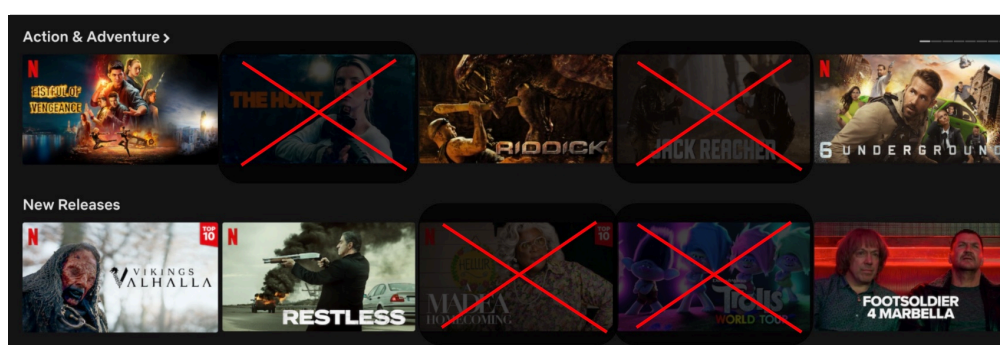 Action & Adventure >
N
FISTFUL OF
VENGEANCE
THE HUNT
RIDDICK
JACK REACHER
N
6 UNDERGROUND
New Releases
N
TOP
10
VIKINGS
VALHALLA
N
RESTLESS
N
TOP
10
HELLUR
A
MADEA
HOMECOMING
N
Trolls
WORLD TOUR
FOOTSOLDIER
4 MARBELLA